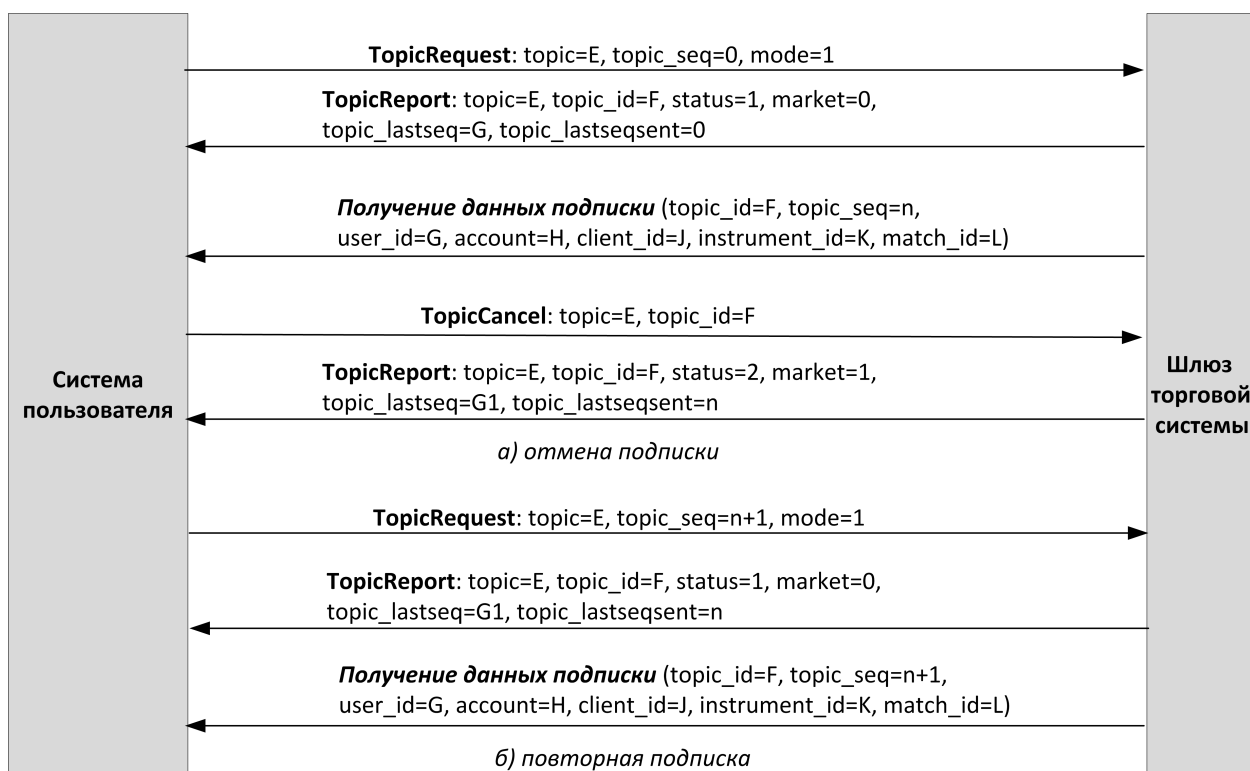 TopicRequest: topic=E, topic_seq=0, mode=1
TopicReport: topic=E, topic_id=F, status=1, market=0,
topic_lastseq=G, topic_lastseqsent=0
Получение данных подписки (topic_id=F, topic_seq=n,
user_id=G, account=H, client_id=J, instrument_id=K, match_id=L)
TopicCancel: topic=E, topic_id=F
Система
пользователя
TopicReport: topic=E, topic_id=F, status=2, market=1,
topic_lastseq=G1, topic_lastseqsent=n
Шлюз
торговой
системы
а) отмена подписки
TopicRequest: topic=E, topic_seq=n+1, mode=1
TopicReport: topic=E, topic_id=F, status=1, market=0,
topic_lastseq=G1, topic_lastseqsent=n
Получение данных подписки (topic_id=F, topic_seq=n+1,
user_id=G, account=H, client_id=J, instrument_id=K, match_id=L)
б) повторная подписка